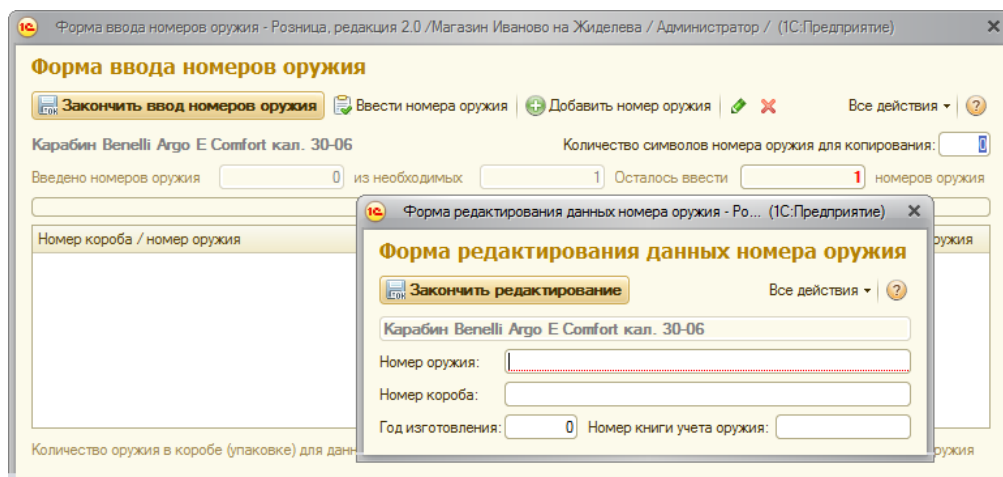 Форма ввода номеров оружия - Розница, редакция 2.0 /Магазин Иваново на Жиделева / Администратор / (1С:Предприятие)
Форма ввода номеров оружия
Закончить ввод номеров оружия Ввести номера оружия Добавить номер оружия Все действия
Карабин Benelli Argo E Comfort кал. 30-06 Количество символов номера оружия для копирования: 0
Введено номеров оружия 0 из необходимых 1 Осталось ввести 1 номеров оружия
Номер короба / номер оружия
Форма редактирования данных номера оружия - Ро... (1С:Предприятие)
Форма редактирования данных номера оружия
Закончить редактирование Все действия
Карабин Benelli Argo E Comfort кал. 30-06
Номер оружия:
Номер короба:
Год изготовления: 0 Номер книги учета оружия:
Количество оружия в коробе (упаковке) для